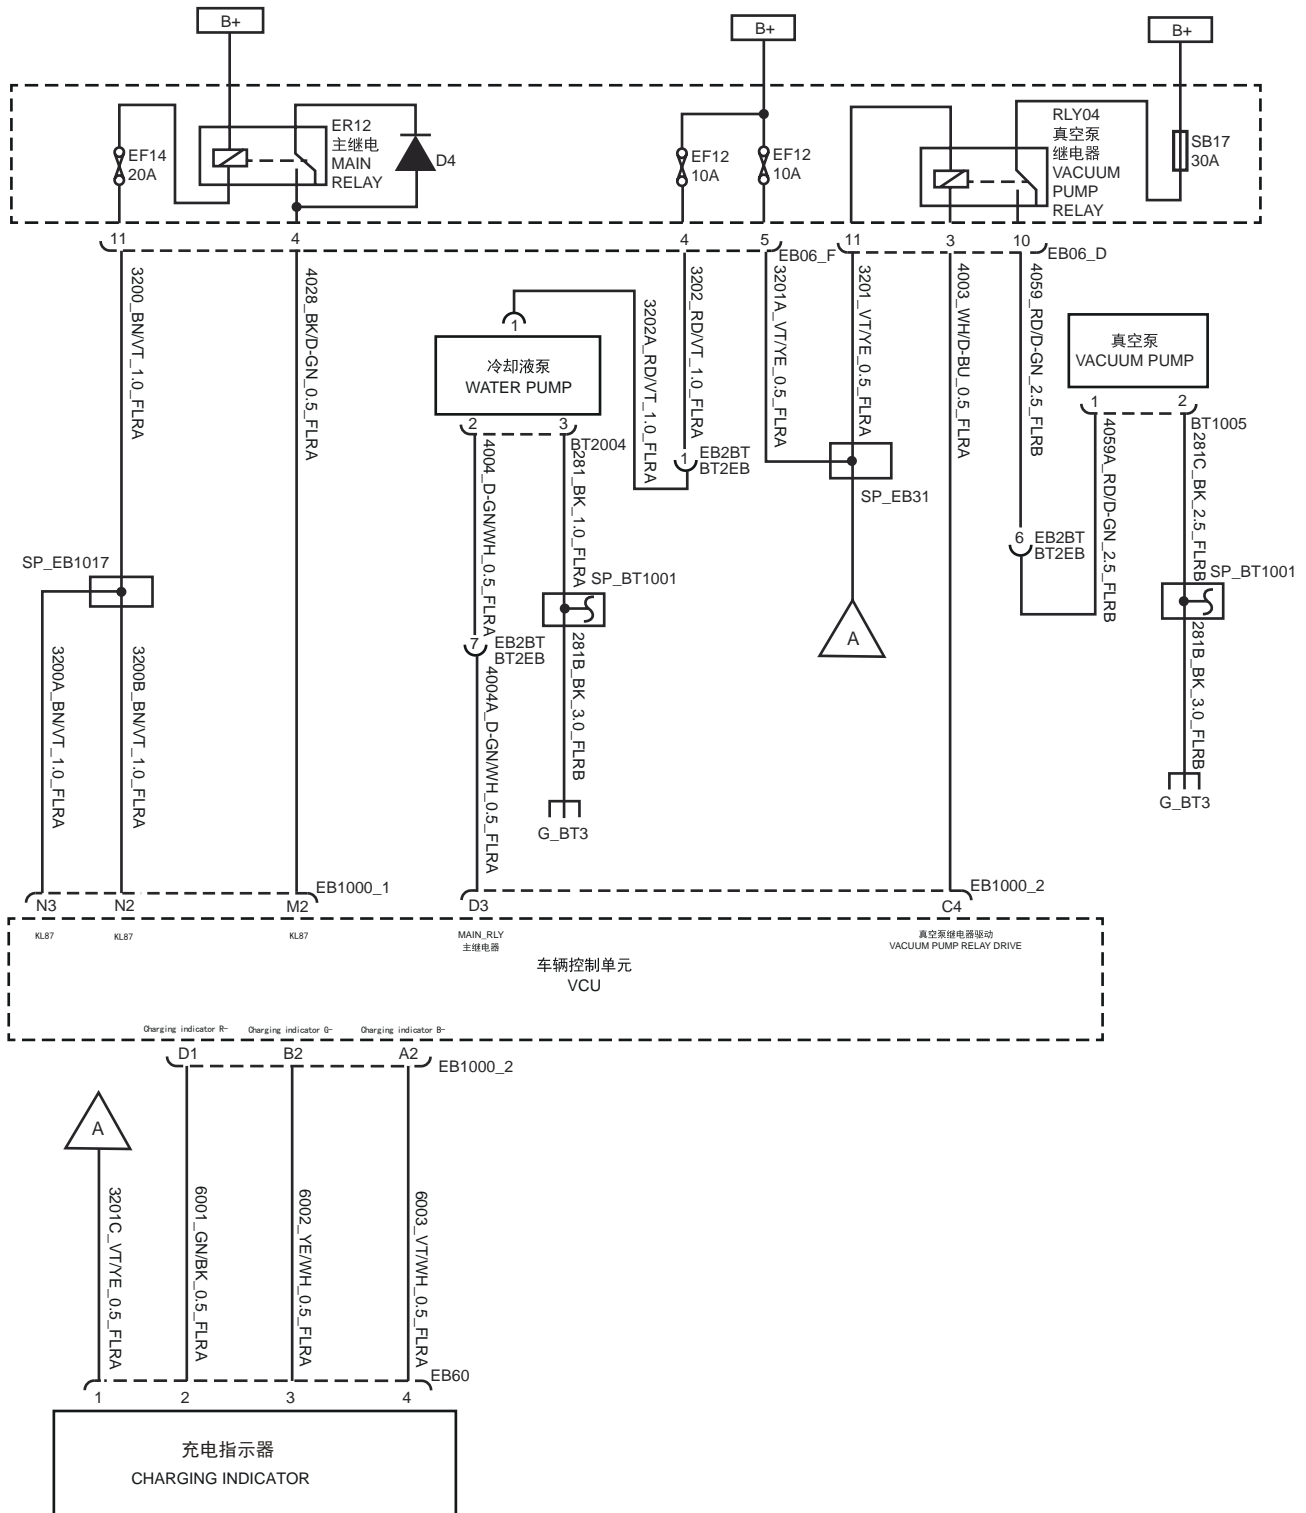 B+
B+
B+
EF14
20A
ER12
主继电
MAIN
RELAY
D4
EF12
10A
EF12
10A
RLY04
真空泵
继电器
VACUUM
PUMP
RELAY
SB17
30A
11
4
4
5
EB06_F
11
3
10
EB06_D
3200_BN/VT_1.0_FLRA
4028_BK/D-GN_0.5_FLRA
3202A_RD/VT_1.0_FLRA
3202_RD/VT_1.0_FLRA
3201A_VT/YE_0.5_FLRA
3201_VT/YE_0.5_FLRA
4003_WH/D-BU_0.5_FLRA
4059_RD/D-GN_2.5_FLRB
1
冷却液泵
WATER PUMP
2
3
BT2004
真空泵
VACUUM PUMP
1
2
BT1005
4004_D-GN/WH_0.5_FLRA
281_BK_1.0_FLRA
1
EB2BT
BT2EB
SP_EB31
4059A_RD/D-GN_2.5_FLRB
281C_BK_2.5_FLRB
6
EB2BT
BT2EB
SP_EB1017
SP_BT1001
SP_BT1001
A
7
EB2BT
BT2EB
3200A_BN/VT_1.0_FLRA
3200B_BN/VT_1.0_FLRA
4004A_D-GN/WH_0.5_FLRA
281B_BK_3.0_FLRB
281B_BK_3.0_FLRB
G_BT3
G_BT3
N3
N2
M2
EB1000_1
D3
C4
EB1000_2
KL87
KL87
KL87
MAIN_RLY
主继电器
真空泵继电器驱动
VACUUM PUMP RELAY DRIVE
车辆控制单元
VCU
Charging indicator R-
Charging indicator G-
Charging indicator B-
D1
B2
A2
EB1000_2
A
3201C_VT/YE_0.5_FLRA
6001_GN/BK_0.5_FLRA
6002_YE/WH_0.5_FLRA
6003_VT/WH_0.5_FLRA
EB60
1
2
3
4
充电指示器
CHARGING INDICATOR